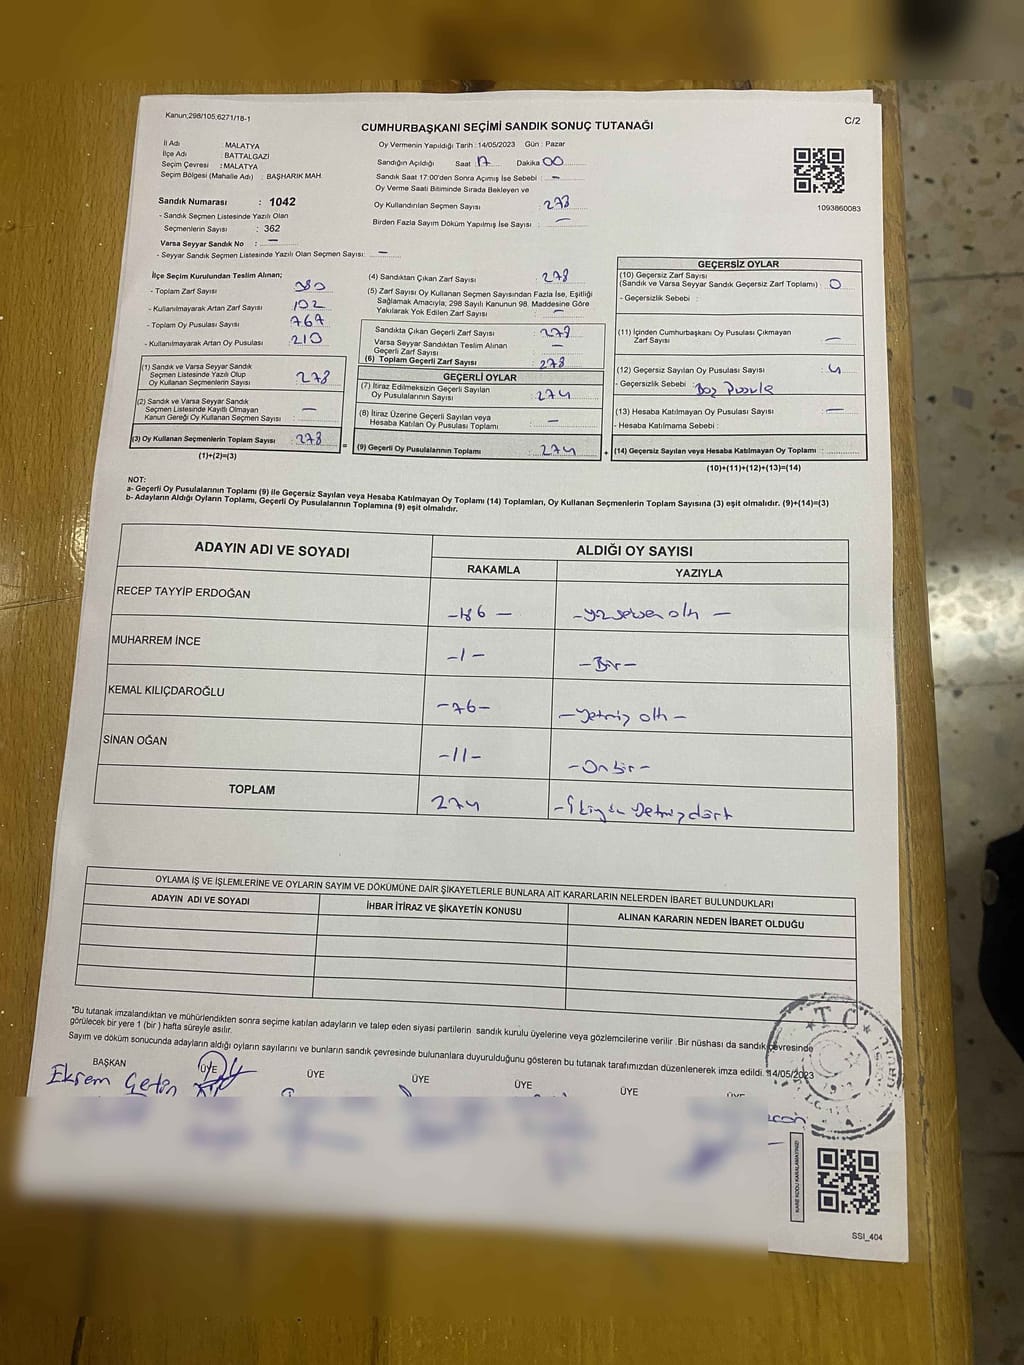 Kanun;298/105,6271/18-1
C/2
CUMHURBAŞKANI SEÇİMİ SANDIK SONUÇ TUTANAĞI
İl Adı : MALATYA
İlçe Adı : BATTALGAZİ
Seçim Çevresi : MALATYA
Seçim Bölgesi (Mahalle Adı) : BAŞHARIK MAH.
Sandık Numarası : 1042
- Sandık Seçmen Listesinde Yazılı Olan
Seçmenlerin Sayısı : 362
Varsa Seyyar Sandık No : —
- Seyyar Sandık Seçmen Listesinde Yazılı Olan Seçmen Sayısı: —
Oy Vermenin Yapıldığı Tarih : 14/05/2023 Gün : Pazar
Sandığın Açıldığı Saat 17 Dakika 00
Sandık Saat 17:00'den Sonra Açımış İse Sebebi : —
Oy Verme Saati Bitiminde Sırada Bekleyen ve
Oy Kullandırılan Seçmen Sayısı : 278
Birden Fazla Sayım Döküm Yapılmış İse Sayısı : —
1093860083
İlçe Seçim Kurulundan Teslim Alınan;
- Toplam Zarf Sayısı : 380
- Kullanılmayarak Artan Zarf Sayısı : 102
- Toplam Oy Pusulası Sayısı
- Kullanılmayarak Artan Oy Pusulası : 210
(1) Sandık ve Varsa Seyyar Sandık
Seçmen Listesinde Yazılı Olup
Oy Kullanan Seçmenlerin Sayısı : 278
(2) Sandık ve Varsa Seyyar Sandık
Seçmen Listesinde Kayıtlı Olmayan
Kanun Gereği Oy Kullanan Seçmen Sayısı : —
(3) Oy Kullanan Seçmenlerin Toplam Sayısı : 278
(1)+(2)=(3)
(4) Sandıktan Çıkan Zarf Sayısı : 278
(5) Zarf Sayısı Oy Kullanan Seçmen Sayısından Fazla İse, Eşitliği
Sağlamak Amacıyla; 298 Sayılı Kanunun 98. Maddesine Göre
Yakılarak Yok Edilen Zarf Sayısı : —
Sandıkta Çıkan Geçerli Zarf Sayısı : 278
Varsa Seyyar Sandıktan Teslim Alınan
Geçerli Zarf Sayısı : —
(6) Toplam Geçerli Zarf Sayısı : 278
GEÇERLİ OYLAR
(7) İtiraz Edilmeksizin Geçerli Sayılan
Oy Pusulalarının Sayısı : 274
(8) İtiraz Üzerine Geçerli Sayılan veya
Hesaba Katılan Oy Pusulası Toplamı : —
= (9) Geçerli Oy Pusulalarının Toplamı : 274
GEÇERSİZ OYLAR
(10) Geçersiz Zarf Sayısı
(Sandık ve Varsa Seyyar Sandık Geçersiz Zarf Toplamı) : 0
- Geçersizlik Sebebi :
(11) İçinden Cumhurbaşkanı Oy Pusulası Çıkmayan
Zarf Sayısı : —
(12) Geçersiz Sayılan Oy Pusulası Sayısı : 4
- Geçersizlik Sebebi : Boş Pusula
(13) Hesaba Katılmayan Oy Pusulası Sayısı : —
- Hesaba Katılmama Sebebi :
+ (14) Geçersiz Sayılan veya Hesaba Katılmayan Oy Toplamı :
(10)+(11)+(12)+(13)=(14)
NOT:
a- Geçerli Oy Pusulalarının Toplamı (9) ile Geçersiz Sayılan veya Hesaba Katılmayan Oy Toplamı (14) Toplamları, Oy Kullanan Seçmenlerin Toplam Sayısına (3) eşit olmalıdır. (9)+(14)=(3)
b- Adayların Aldığı Oyların Toplamı, Geçerli Oy Pusulalarının Toplamına (9) eşit olmalıdır.
ADAYIN ADI VE SOYADI
ALDIĞI OY SAYISI
RAKAMLA
YAZIYLA
RECEP TAYYİP ERDOĞAN -186- -yüzseksen altı-
MUHARREM İNCE -1- -Bir-
KEMAL KILIÇDAROĞLU -76- -Yetmiş altı-
SİNAN OĞAN -11- -Onbir-
TOPLAM 274 -İkiyüz Yetmişdört
OYLAMA İŞ VE İŞLEMLERİNE VE OYLARIN SAYIM VE DÖKÜMÜNE DAİR ŞİKAYETLERLE BUNLARA AİT KARARLARIN NELERDEN İBARET BULUNDUKLARI
ADAYIN ADI VE SOYADI
İHBAR İTİRAZ VE ŞİKAYETİN KONUSU
ALINAN KARARIN NEDEN İBARET OLDUĞU
*Bu tutanak imzalandıktan ve mühürlendikten sonra seçime katılan adayların ve talep eden siyasi partilerin sandık kurulu üyelerine veya gözlemcilerine verilir .Bir nüshası da sandık çevresinde
görülecek bir yere 1 (bir ) hafta süreyle asılır.
Sayım ve döküm sonucunda adayların aldığı oyların sayılarını ve bunların sandık çevresinde bulunanlara duyurulduğunu gösteren bu tutanak tarafımızdan düzenlenerek imza edildi. 14/05/2023
BAŞKAN ÜYE ÜYE ÜYE ÜYE ÜYE ÜYE
Ekrem
T.C.
KARE KODU KARALAMAYINIZ!
SSI_404